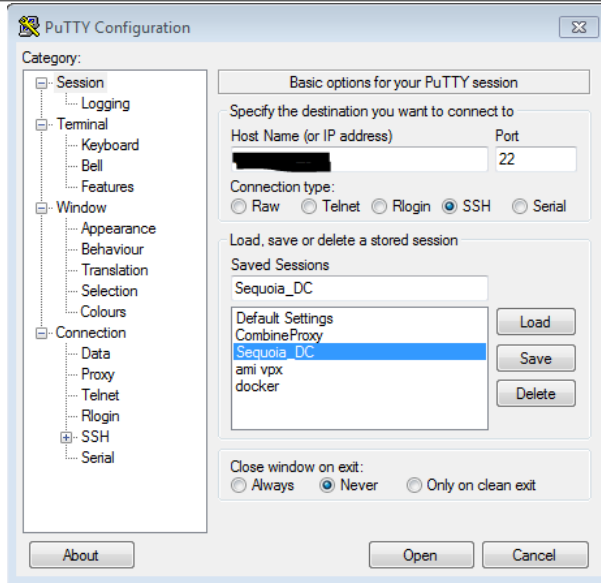 PuTTY Configuration
Category:
Session
Logging
Terminal
Keyboard
Bell
Features
Window
Appearance
Behaviour
Translation
Selection
Colours
Connection
Data
Proxy
Telnet
Rlogin
SSH
Serial
Basic options for your PuTTY session
Specify the destination you want to connect to
Host Name (or IP address) Port
22
Connection type:
Raw Telnet Rlogin SSH Serial
Load, save or delete a stored session
Saved Sessions
Sequoia_DC
Default Settings
CombineProxy
Sequoia_DC
ami vpx
docker
Load
Save
Delete
Close window on exit:
Always Never Only on clean exit
About Open Cancel